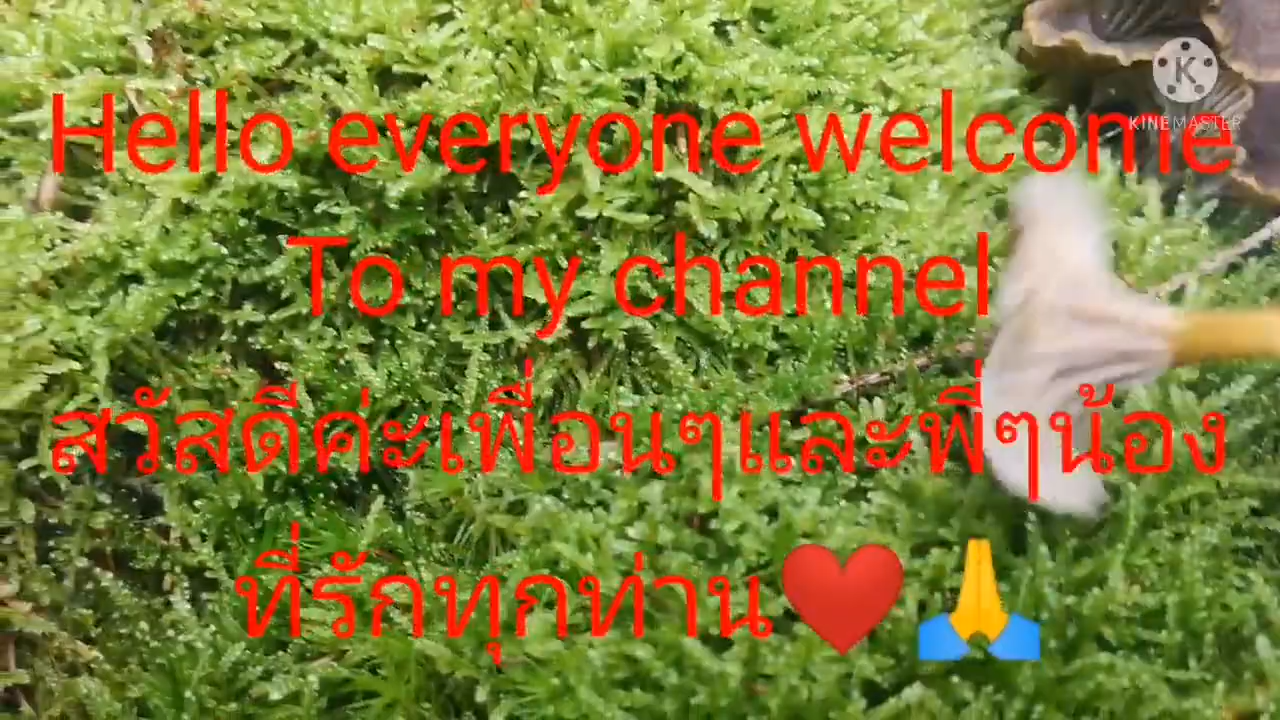 Hello everyone welcome
To my channel
สวัสดีค่ะเพื่อนๆและพี่ๆน้อง
ที่รักทุกท่าน❤️🙏
KINEMASTER